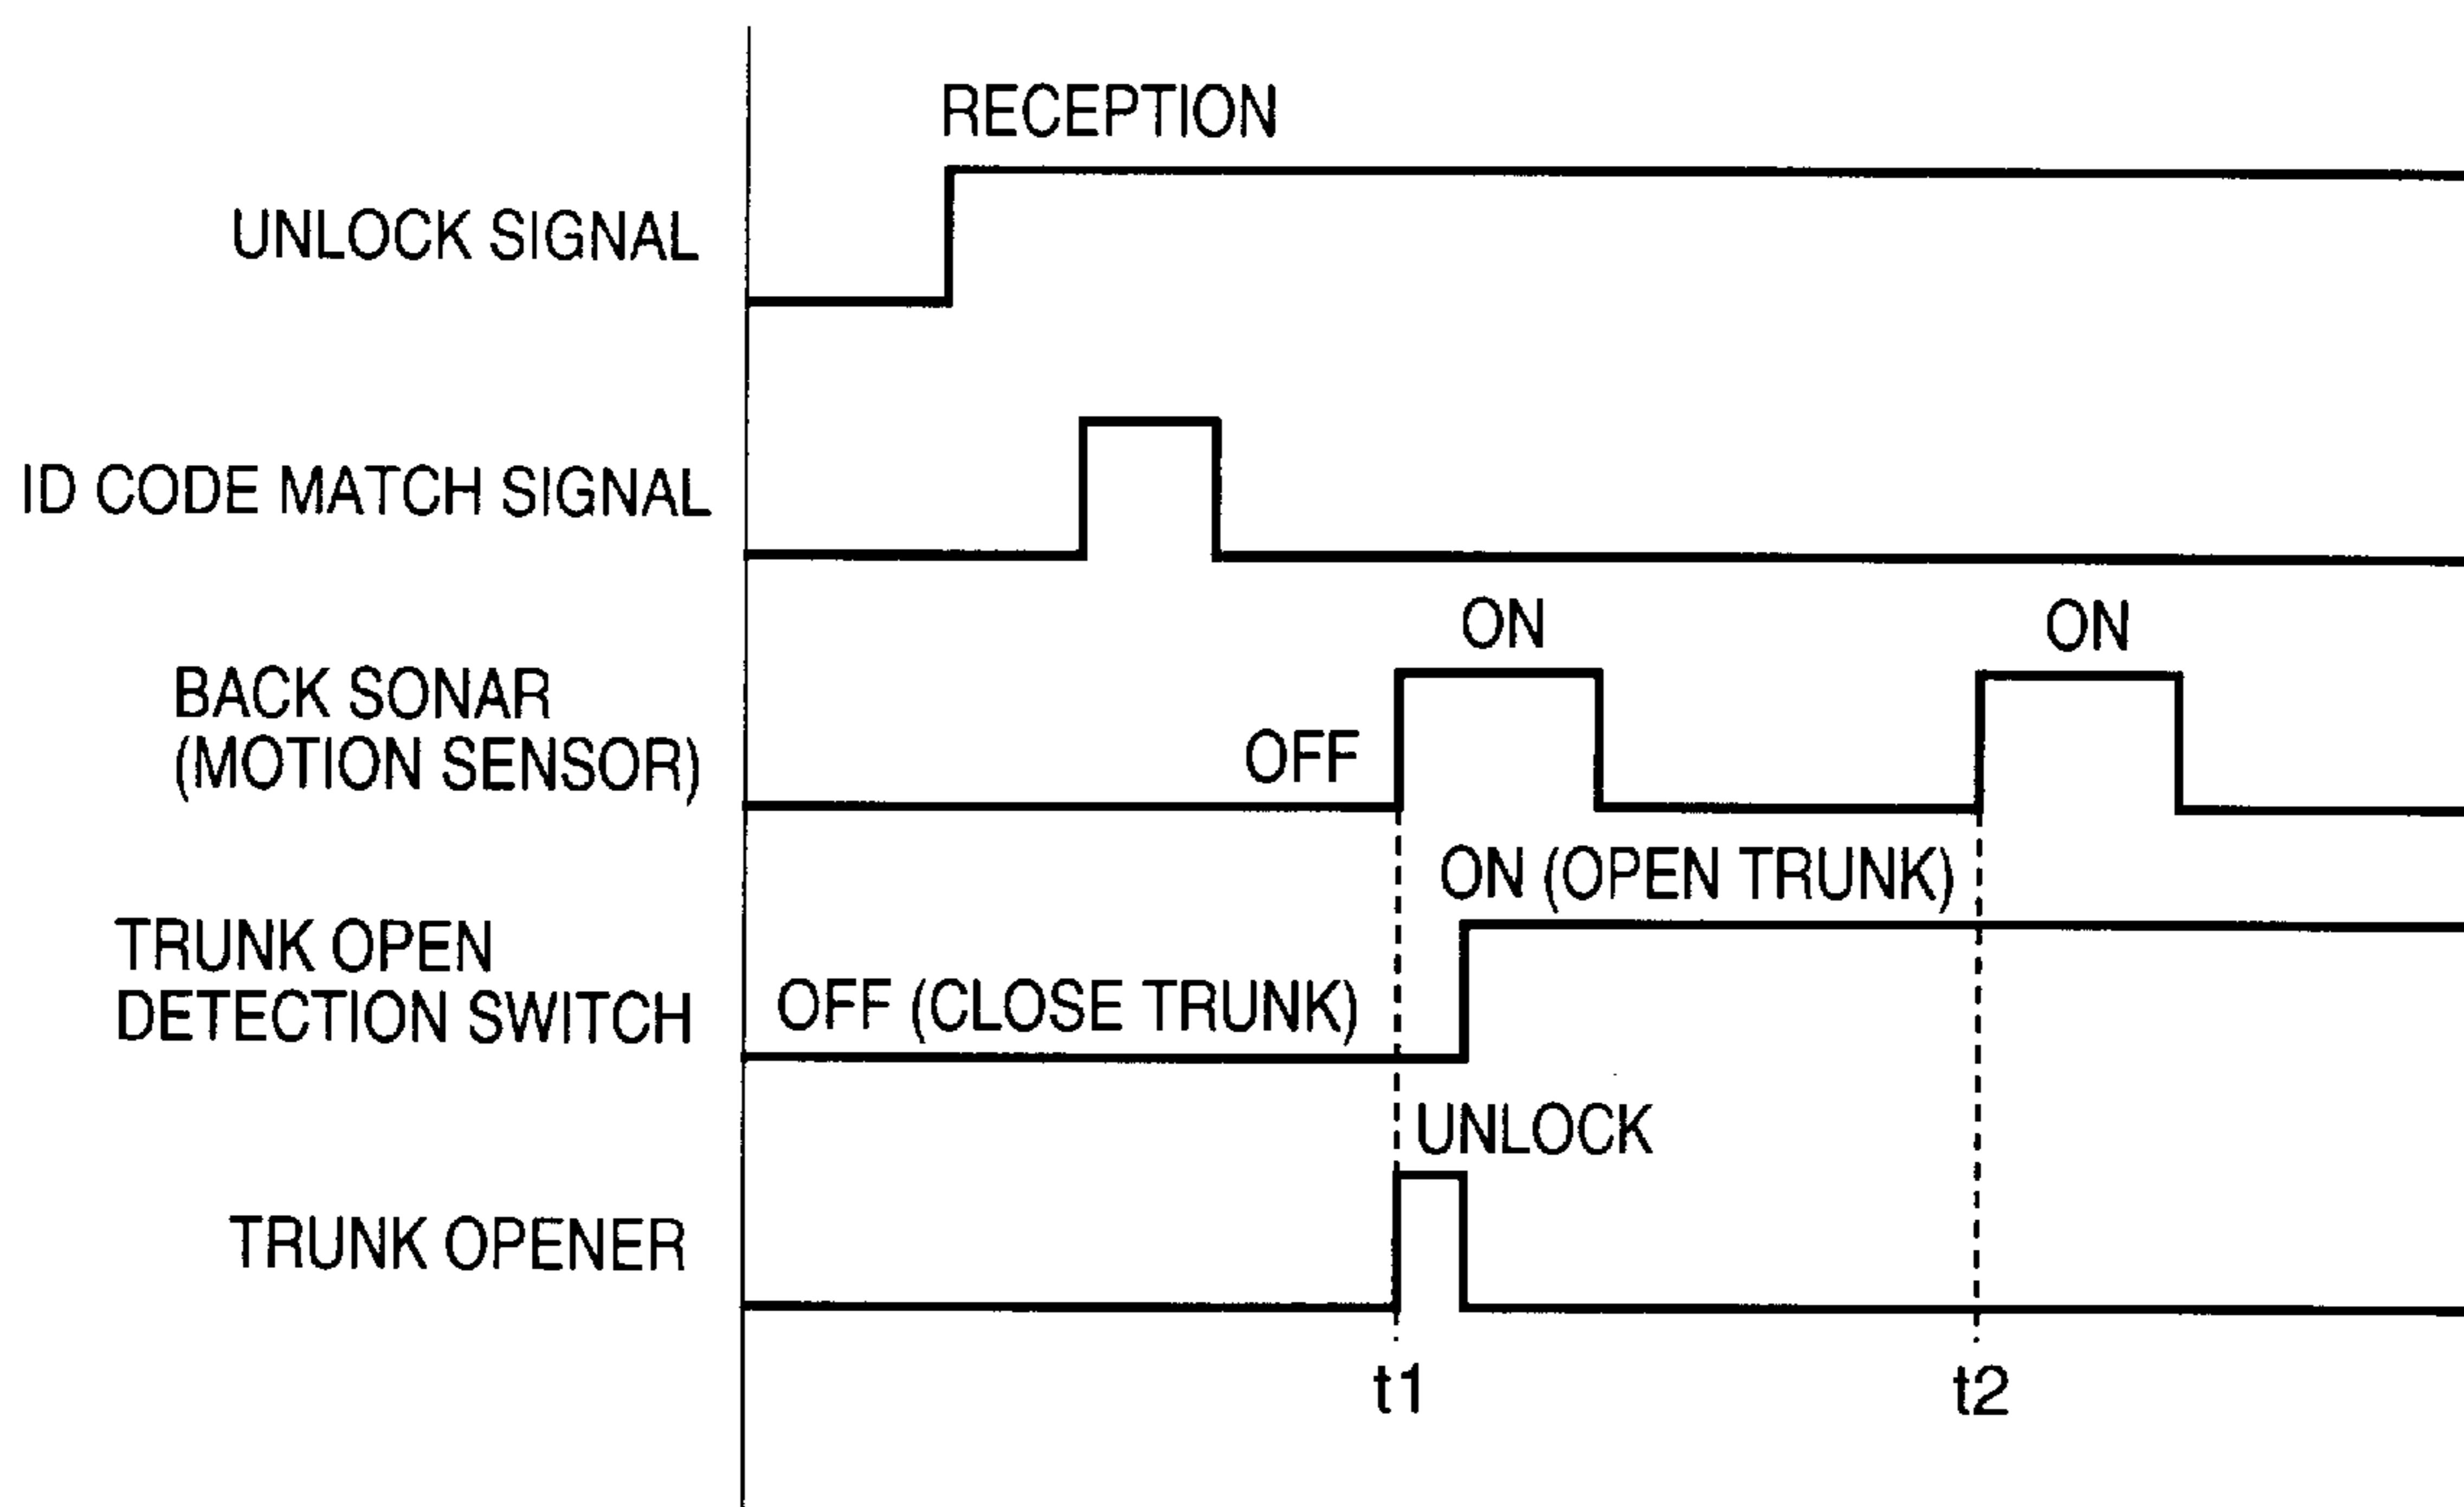 RECEPTION
UNLOCK SIGNAL
ID CODE MATCH SIGNAL
ON
ON
BACK SONAR
(MOTION SENSOR)
OFF
ON (OPEN TRUNK)
TRUNK OPEN
DETECTION SWITCH
OFF (CLOSE TRUNK)
UNLOCK
TRUNK OPENER
t1
t2